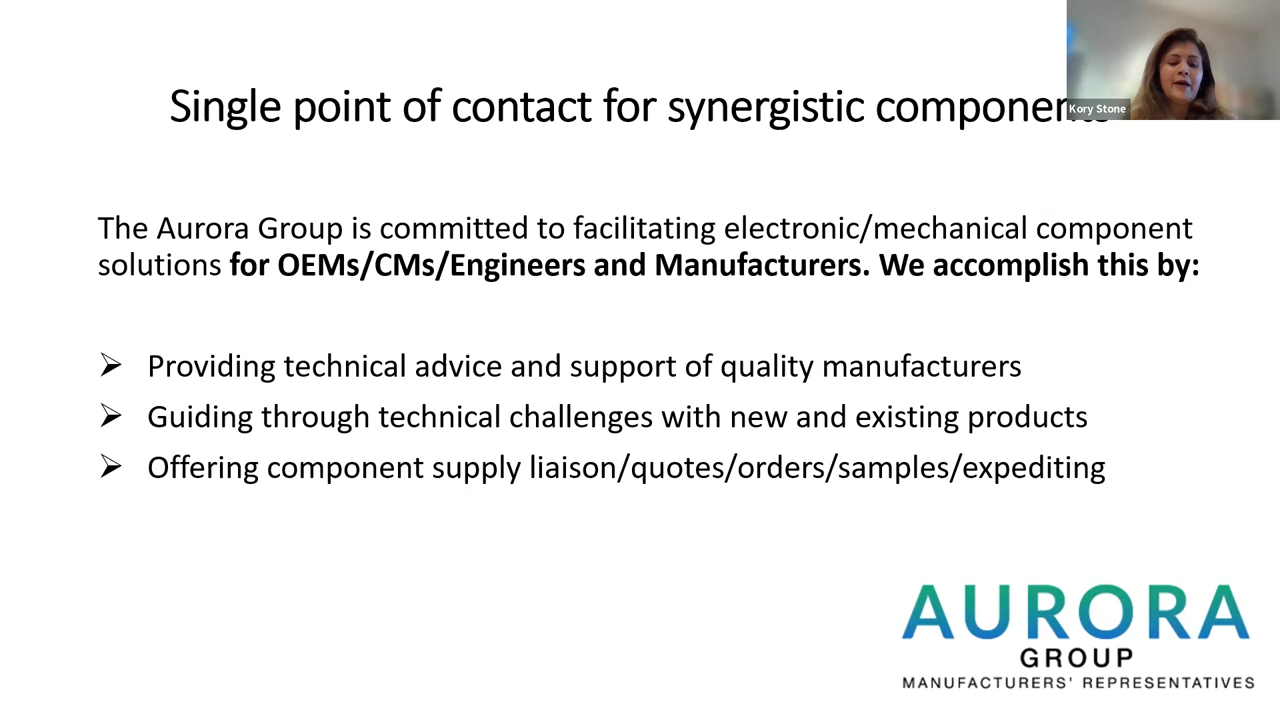 Single point of contact for synergistic components
Kory Stone
The Aurora Group is committed to facilitating electronic/mechanical component
solutions for OEMs/CMs/Engineers and Manufacturers. We accomplish this by:
➢ Providing technical advice and support of quality manufacturers
➢ Guiding through technical challenges with new and existing products
➢ Offering component supply liaison/quotes/orders/samples/expediting
AURORA
GROUP
MANUFACTURERS' REPRESENTATIVES